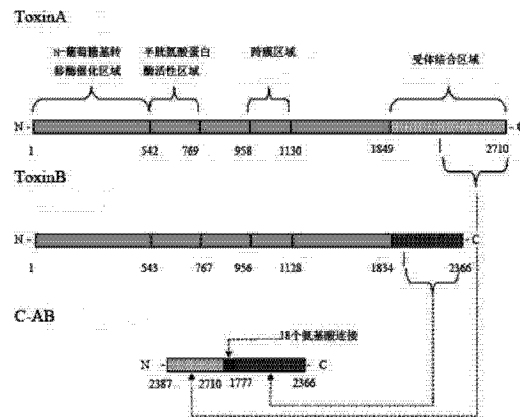 ToxinA
N-葡萄糖基转 半胱氨酸蛋白 跨膜区域 受体结合区域
移酶催化区域 酶活性区域
N C
1 542 769 958 1130 1849 2710
ToxinB
N C
1 543 767 956 1128 1834 2366
C-AB
18个氨基酸连接
N C
2387 2710 1777 2366